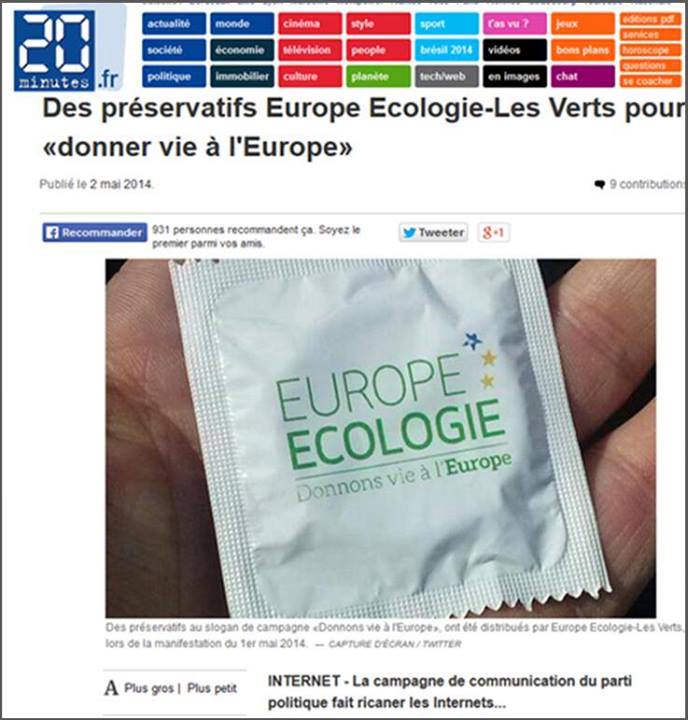 20
minutes.fr
actualité monde cinéma style sport t'as vu ? jeux editions pdf
services
société économie télévision people brésil 2014 vidéos bons plans horoscope
questions
politique immobilier culture planète tech/web en images chat se coacher
Des préservatifs Europe Ecologie-Les Verts pour
«donner vie à l'Europe»
Publié le 2 mai 2014.
9 contributions
Recommander 931 personnes recommandent ça. Soyez le
premier parmi vos amis.
Tweeter
g+1
EUROPE
ECOLOGIE
Donnons vie à l'Europe
Des préservatifs au slogan de campagne «Donnons vie à l'Europe», ont été distribués par Europe Ecologie-Les Verts,
lors de la manifestation du 1er mai 2014. — CAPTURE D'ÉCRAN / TWITTER
A Plus gros | Plus petit
INTERNET - La campagne de communication du parti
politique fait ricaner les Internets...